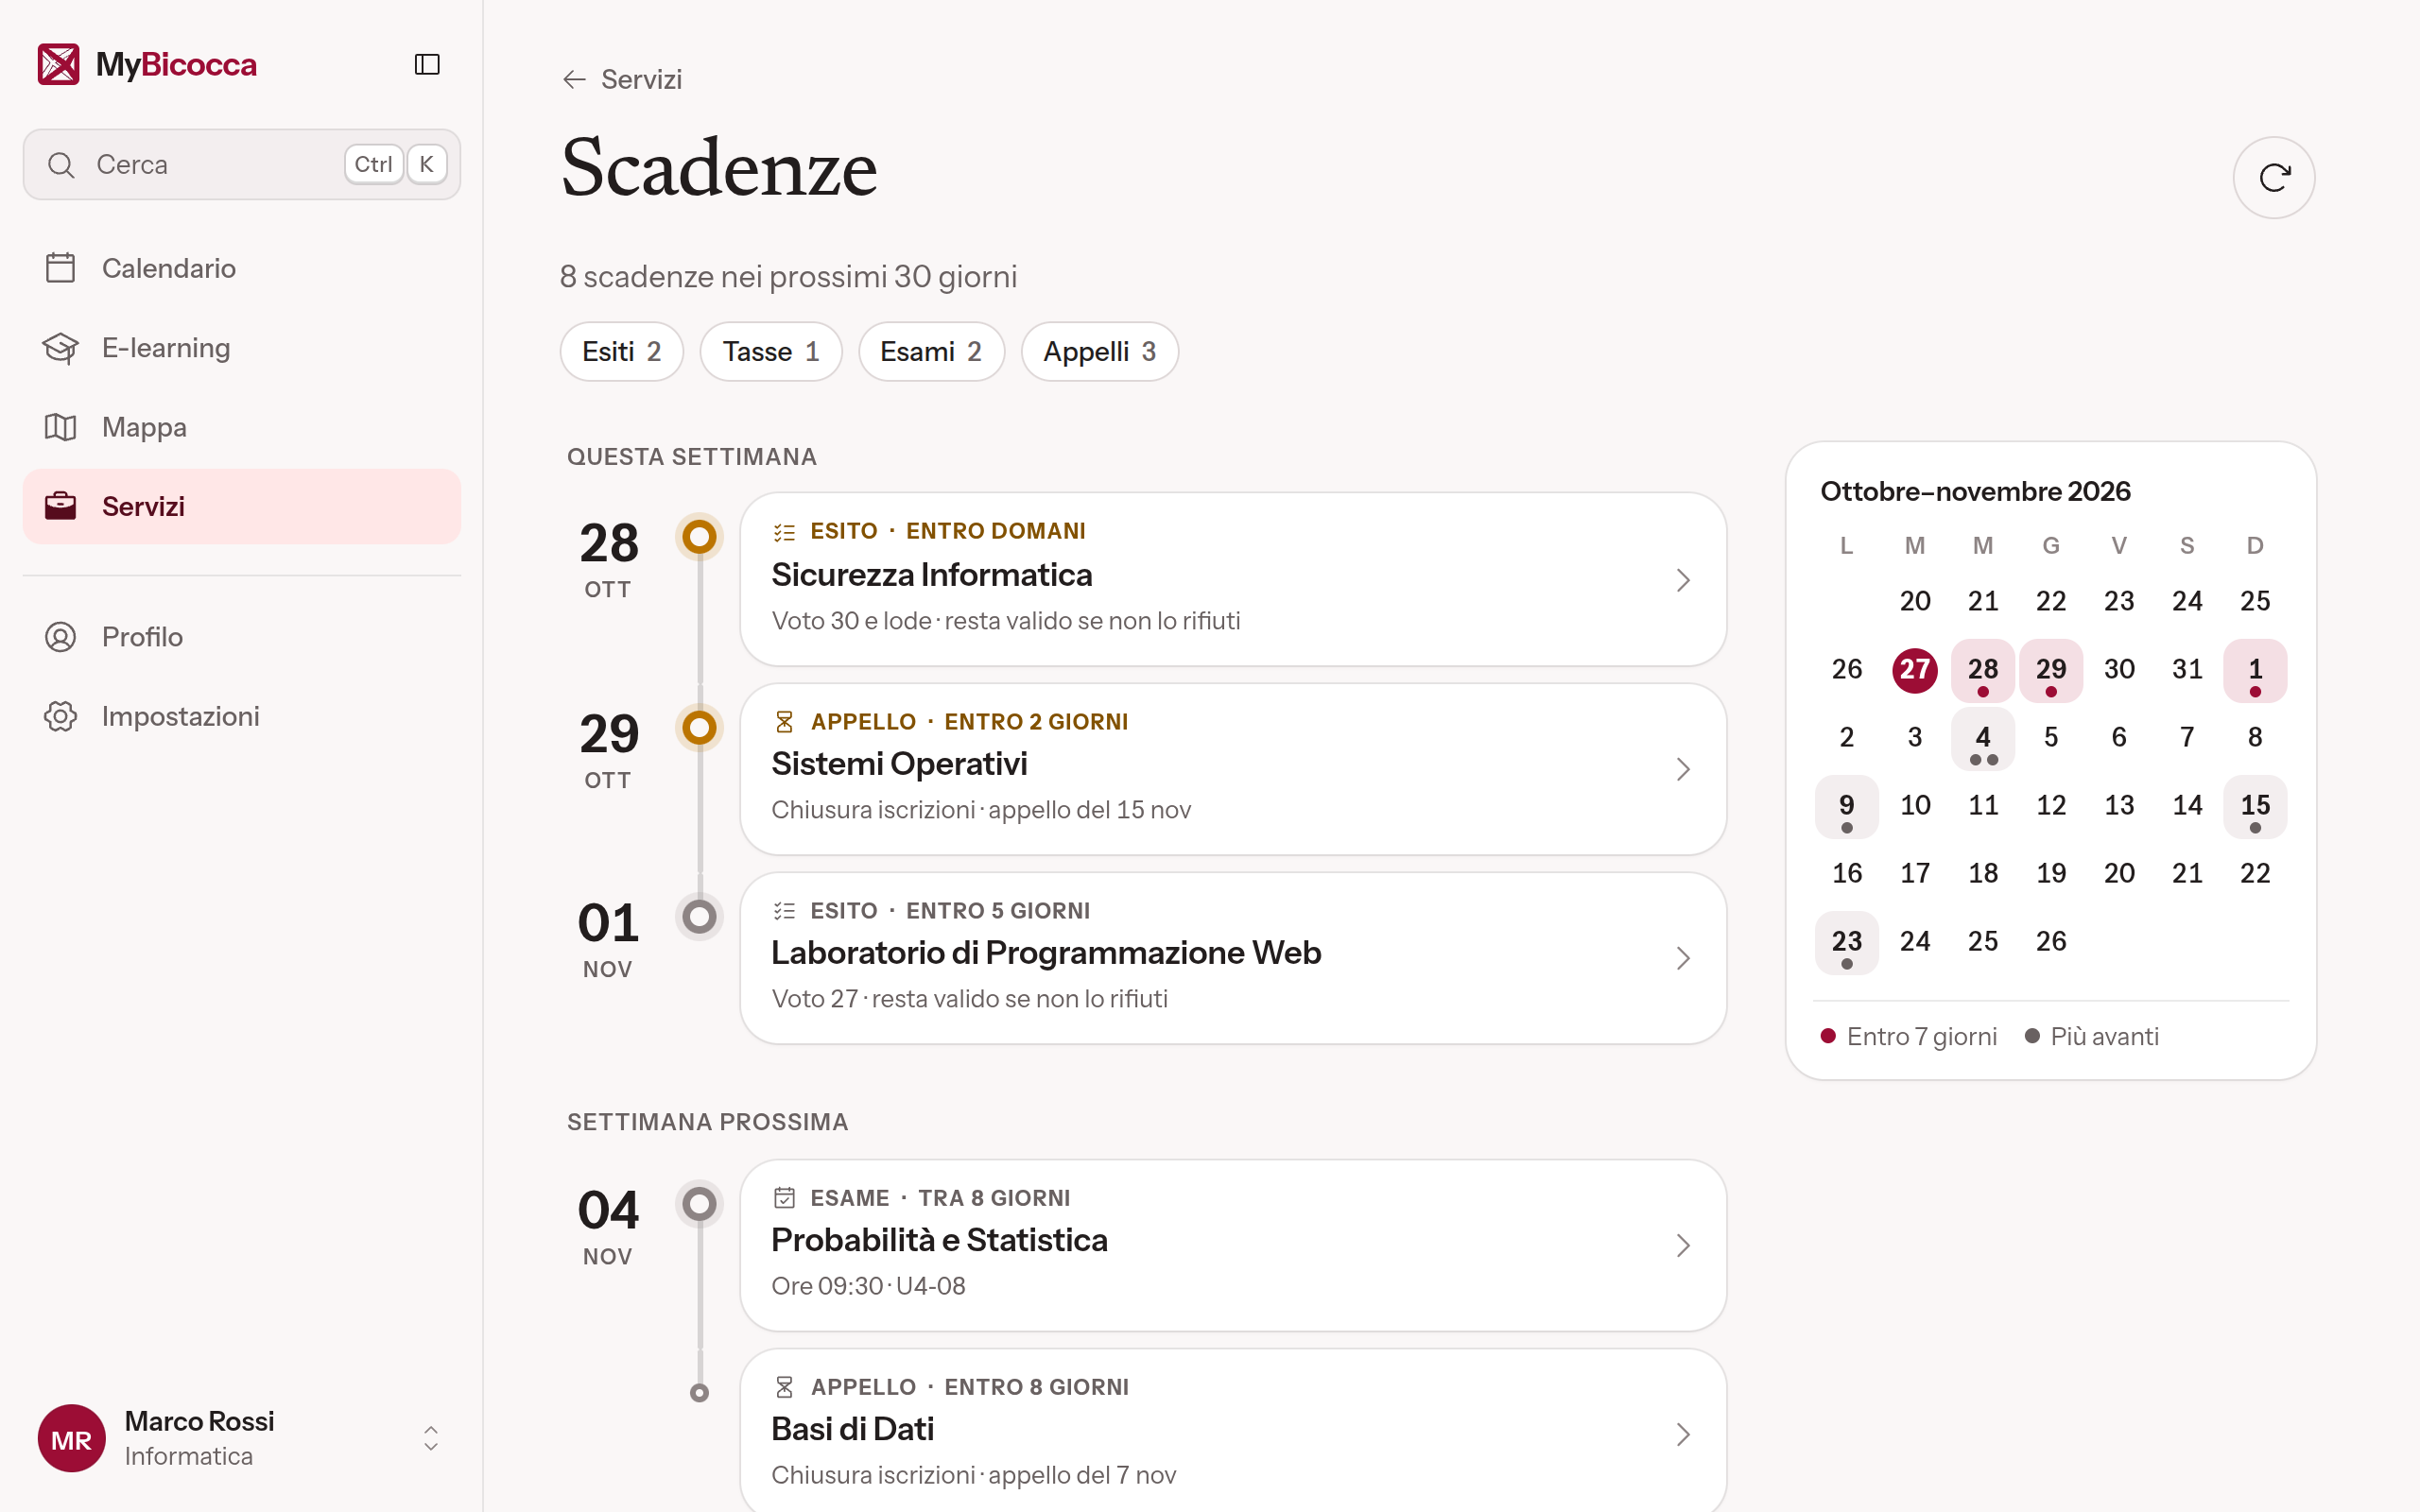 MyBicocca
Cerca Ctrl K
Calendario
E-learning
Mappa
Servizi
Profilo
Impostazioni
MR
Marco Rossi
Informatica
Servizi
Scadenze
8 scadenze nei prossimi 30 giorni
Esiti 2 Tasse 1 Esami 2 Appelli 3
QUESTA SETTIMANA
28
OTT
ESITO · ENTRO DOMANI
Sicurezza Informatica
Voto 30 e lode · resta valido se non lo rifiuti
29
OTT
APPELLO · ENTRO 2 GIORNI
Sistemi Operativi
Chiusura iscrizioni · appello del 15 nov
01
NOV
ESITO · ENTRO 5 GIORNI
Laboratorio di Programmazione Web
Voto 27 · resta valido se non lo rifiuti
SETTIMANA PROSSIMA
04
NOV
ESAME · TRA 8 GIORNI
Probabilità e Statistica
Ore 09:30 · U4-08
APPELLO · ENTRO 8 GIORNI
Basi di Dati
Chiusura iscrizioni · appello del 7 nov
Ottobre–novembre 2026
L M M G V S D
20 21 22 23 24 25
26 27 28 29 30 31 1
2 3 4 5 6 7 8
9 10 11 12 13 14 15
16 17 18 19 20 21 22
23 24 25 26
Entro 7 giorni Più avanti